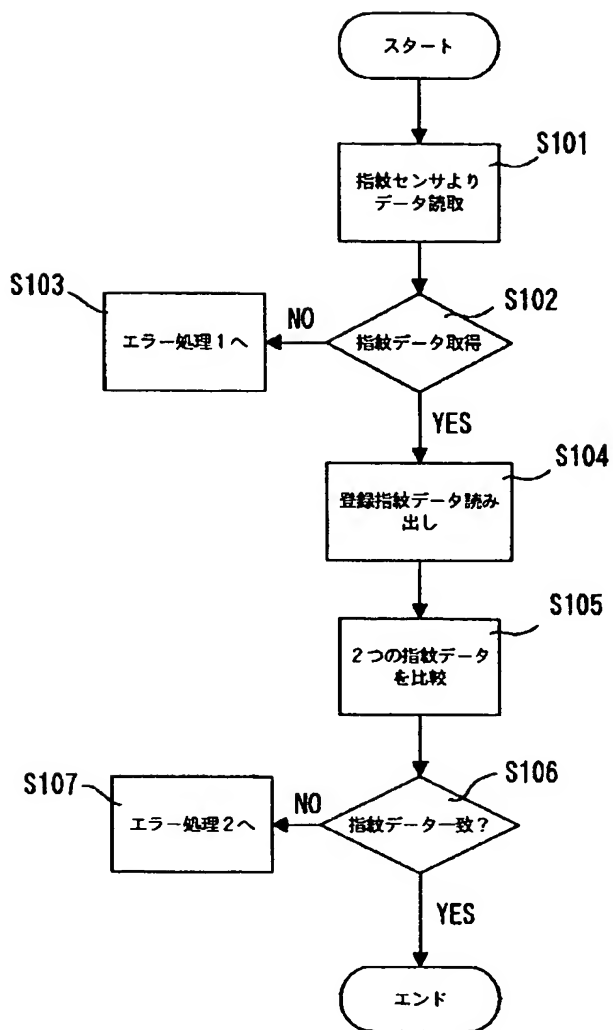 スタート
S101
指紋センサより
データ読取
S103
エラー処理1へ
NO
S102
指紋データ取得
YES
S104
登録指紋データ読み
出し
S105
2つの指紋データ
を比較
S107
エラー処理2へ
NO
S106
指紋データ一致?
YES
エンド